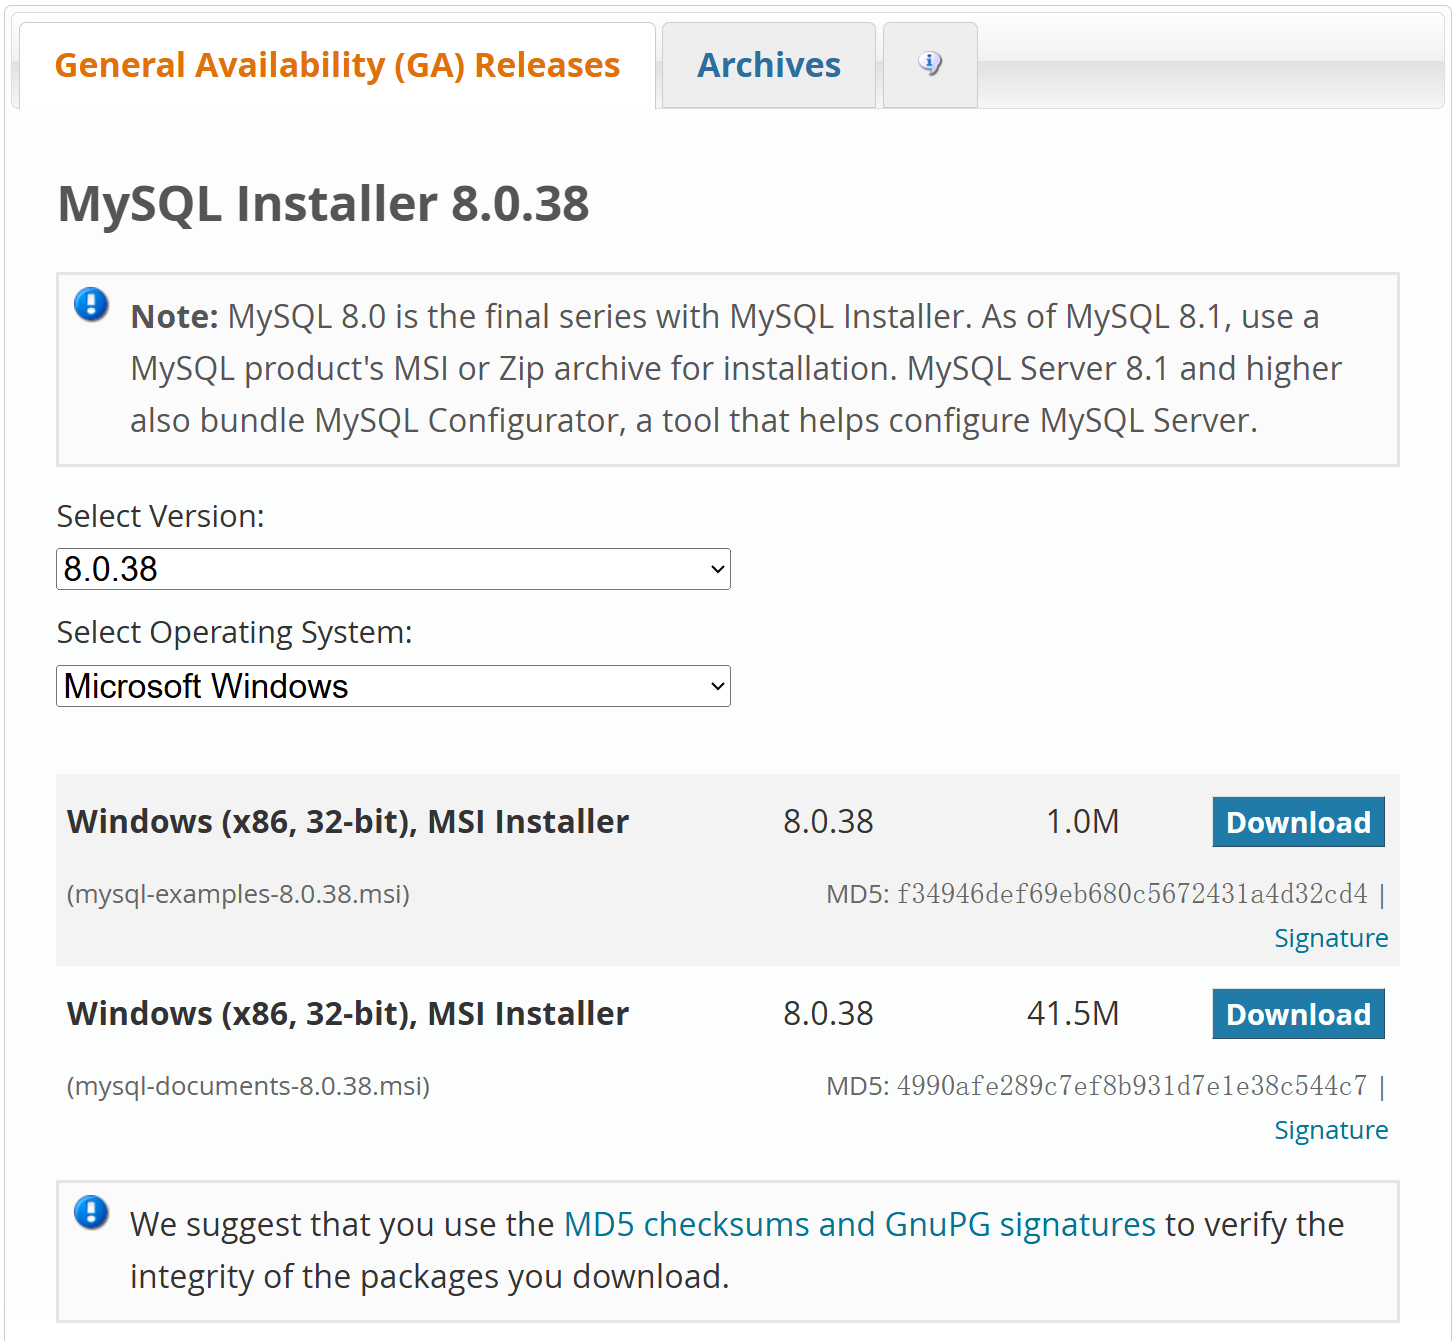 General Availability (GA) Releases
Archives
MySQL Installer 8.0.38
Note: MySQL 8.0 is the final series with MySQL Installer. As of MySQL 8.1, use a
MySQL product's MSI or Zip archive for installation. MySQL Server 8.1 and higher
also bundle MySQL Configurator, a tool that helps configure MySQL Server.
Select Version:
8.0.38
Select Operating System:
Microsoft Windows
Windows (x86, 32-bit), MSI Installer 8.0.38 1.0M Download
(mysql-examples-8.0.38.msi) MD5: f34946def69eb680c5672431a4d32cd4 |
Signature
Windows (x86, 32-bit), MSI Installer 8.0.38 41.5M Download
(mysql-documents-8.0.38.msi) MD5: 4990afe289c7ef8b931d7e1e38c544c7 |
Signature
We suggest that you use the MD5 checksums and GnuPG signatures to verify the
integrity of the packages you download.